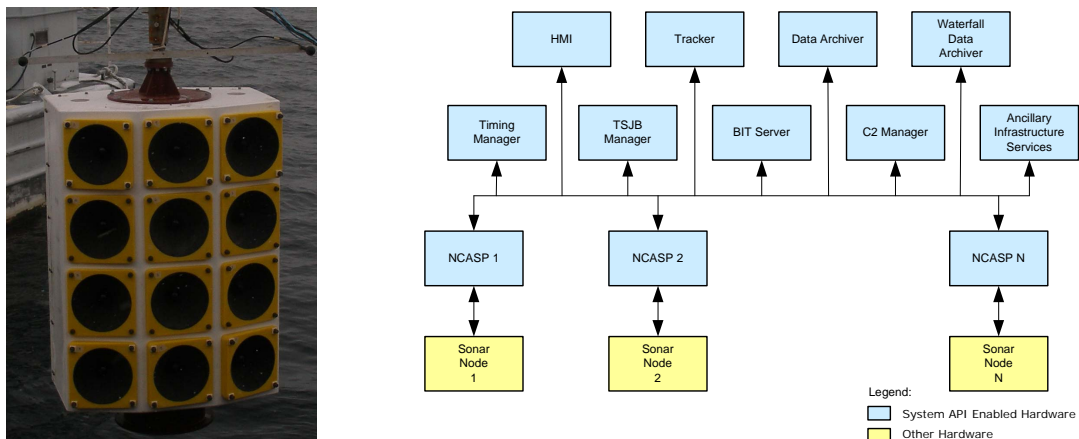 HMI
Tracker
Data Archiver
Waterfall
Data
Archiver
Timing
Manager
TSJB
Manager
BIT Server
C2 Manager
Ancillary
Infrastructure
Services
NCASP 1
NCASP 2
NCASP N
Sonar
Node
1
Sonar
Node
2
Sonar
Node
N
Legend:
System API Enabled Hardware
Other Hardware